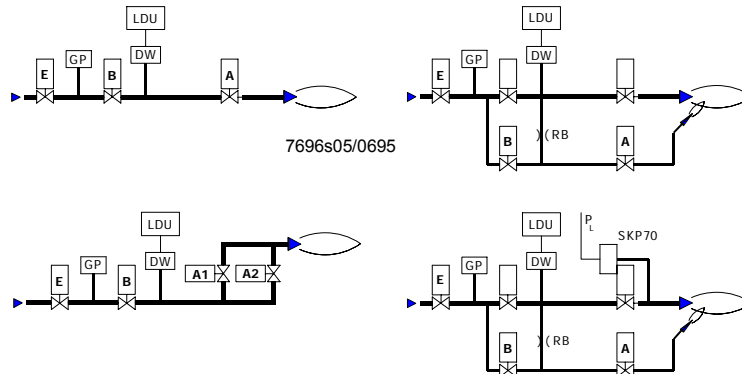 LDU
DW
GP
E
B
A
7696s05/0695
LDU
DW
GP
E
B
)(RB
A
LDU
DW
GP
E
B
A1
A2
LDU
DW
P
L
SKP70
GP
E
B
)(RB
A